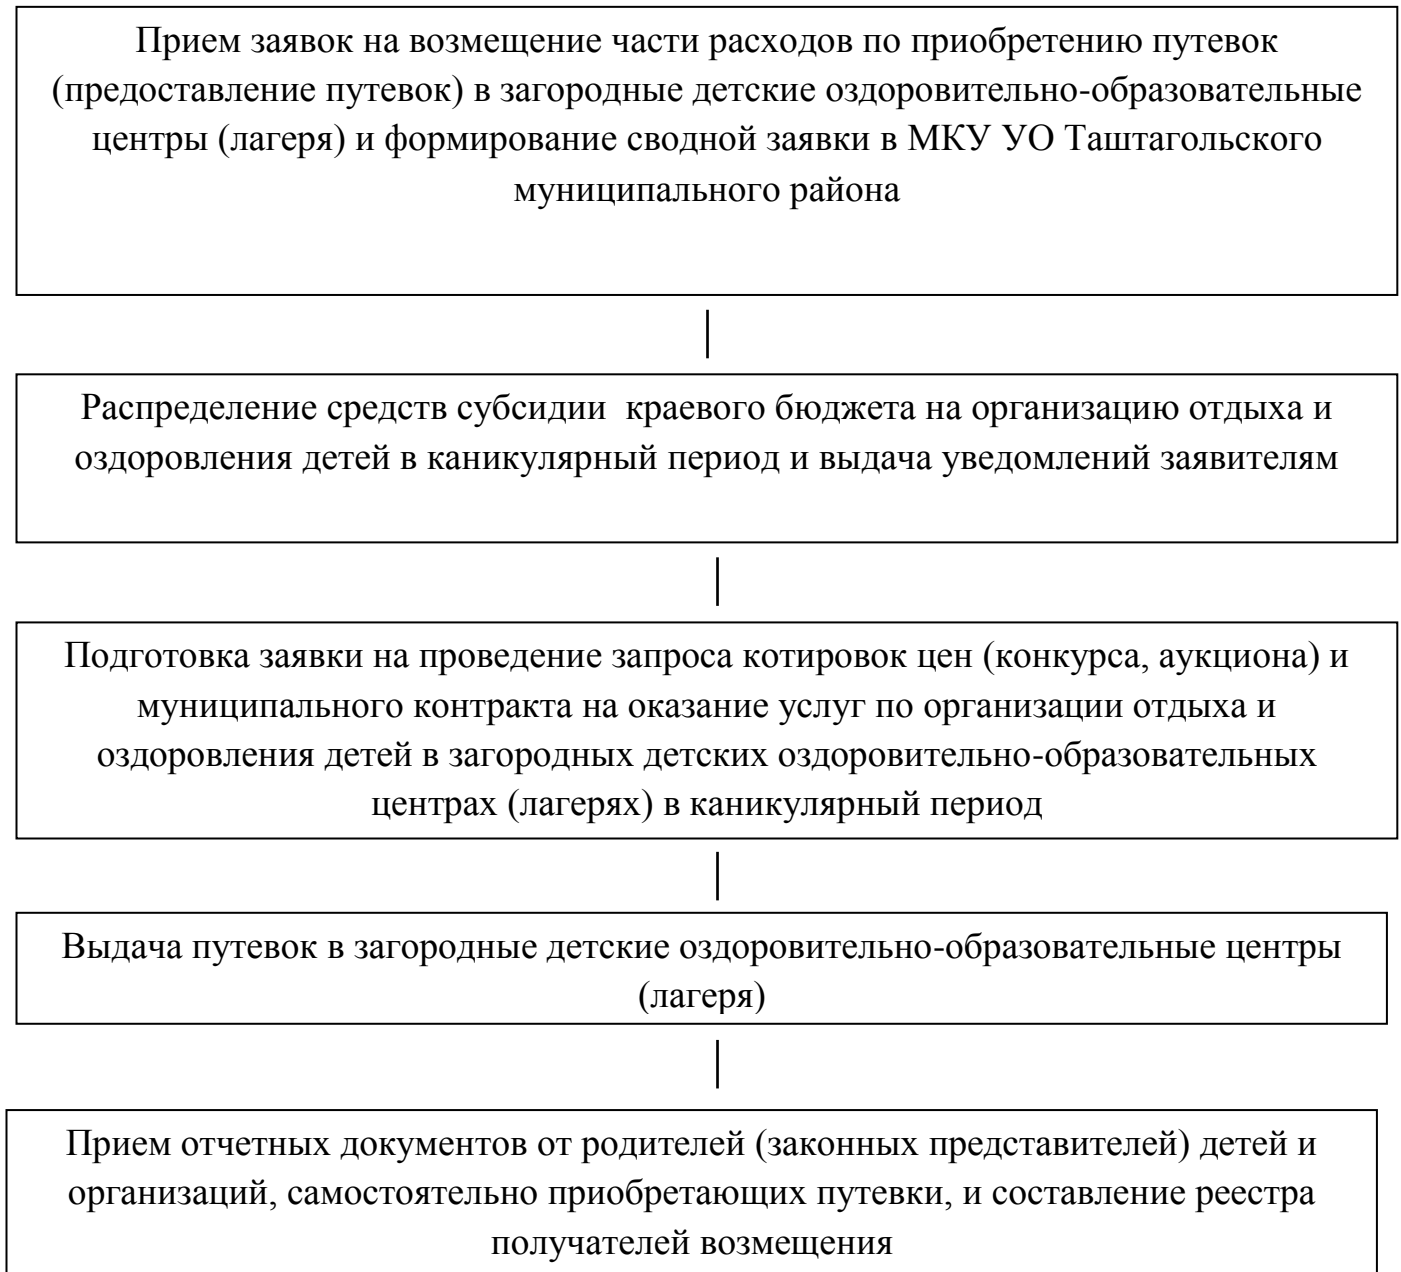 Прием заявок на возмещение части расходов по приобретению путевок
(предоставление путевок) в загородные детские оздоровительно-образовательные
центры (лагеря) и формирование сводной заявки в МКУ УО Таштагольского
муниципального района
Распределение средств субсидии  краевого бюджета на организацию отдыха и
оздоровления детей в каникулярный период и выдача уведомлений заявителям
Подготовка заявки на проведение запроса котировок цен (конкурса, аукциона) и
муниципального контракта на оказание услуг по организации отдыха и
оздоровления детей в загородных детских оздоровительно-образовательных
центрах (лагерях) в каникулярный период
Выдача путевок в загородные детские оздоровительно-образовательные центры
(лагеря)
Прием отчетных документов от родителей (законных представителей) детей и
организаций, самостоятельно приобретающих путевки, и составление реестра
получателей возмещения